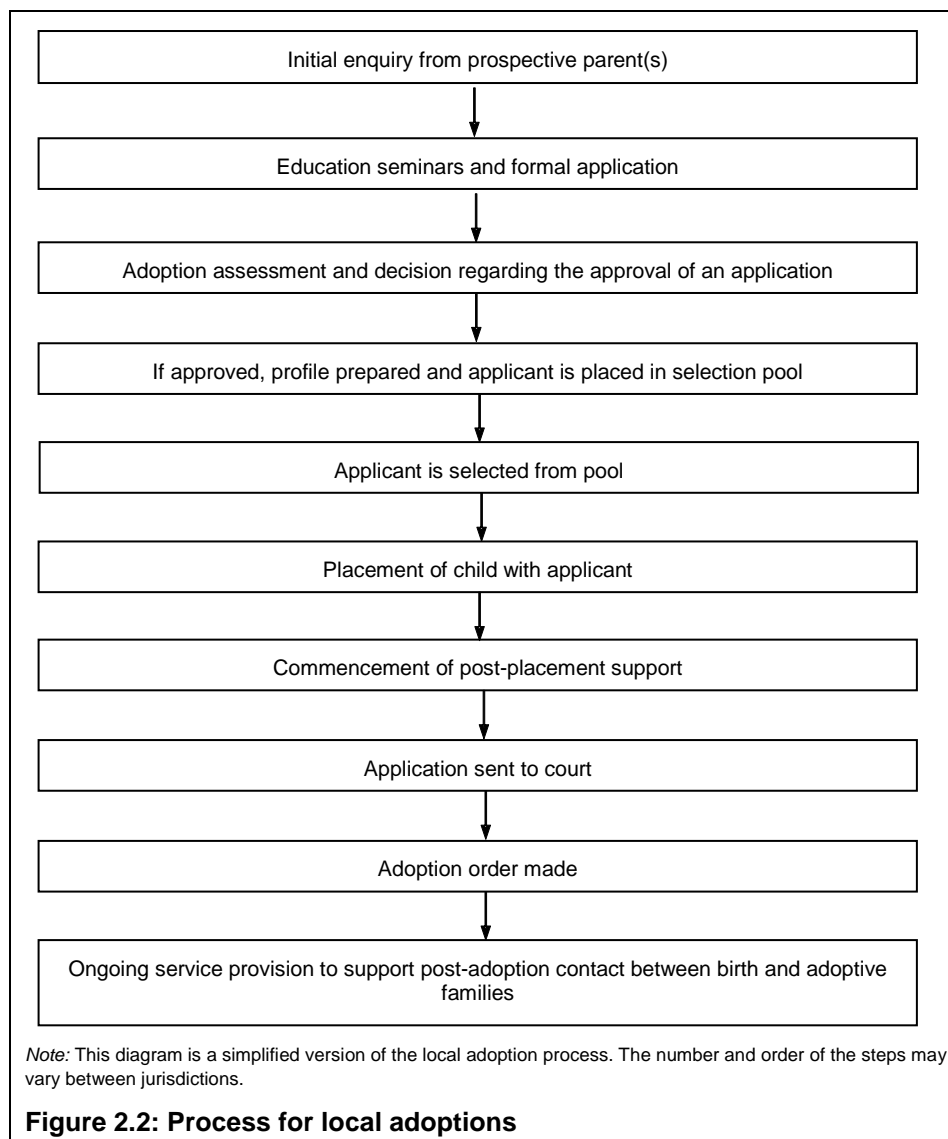 Initial enquiry from prospective parent(s)
Education seminars and formal application
Adoption assessment and decision regarding the approval of an application
If approved, profile prepared and applicant is placed in selection pool
Applicant is selected from pool
Placement of child with applicant
Commencement of post-placement support
Application sent to court
Adoption order made
Ongoing service provision to support post-adoption contact between birth and adoptive
families
Note: This diagram is a simplified version of the local adoption process. The number and order of the steps may
vary between jurisdictions.
Figure 2.2: Process for local adoptions